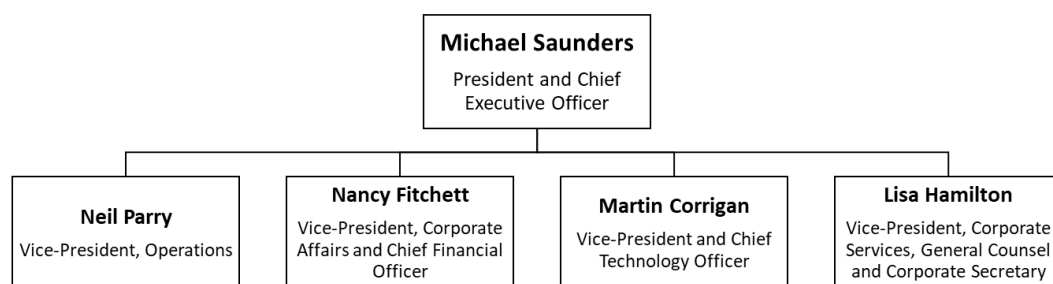 Michael Saunders
President and Chief
Executive Officer
Neil Parry
Vice-President, Operations
Nancy Fitchett
Vice-President, Corporate
Affairs and Chief Financial
Officer
Martin Corrigan
Vice-President and Chief
Technology Officer
Lisa Hamilton
Vice-President, Corporate
Services, General Counsel
and Corporate Secretary